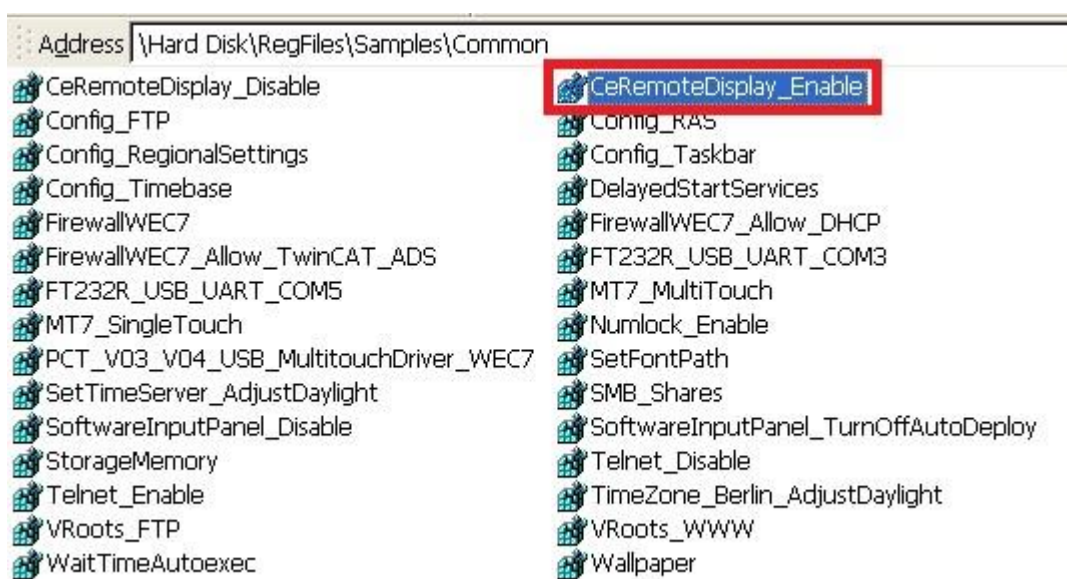 Address \Hard Disk\RegFiles\Samples\Common
CeRemoteDisplay_Disable CeRemoteDisplay_Enable
Config_FTP Config_RAS
Config_RegionalSettings Config_Taskbar
Config_Timebase DelayedStartServices
FirewallWEC7 FirewallWEC7_Allow_DHCP
FirewallWEC7_Allow_TwinCAT_ADS FT232R_USB_UART_COM3
FT232R_USB_UART_COM5 MT7_MultiTouch
MT7_SingleTouch Numlock_Enable
PCT_V03_V04_USB_MultitouchDriver_WEC7 SetFontPath
SetTimeServer_AdjustDaylight SMB_Shares
SoftwareInputPanel_Disable SoftwareInputPanel_TurnOffAutoDeploy
StorageMemory Telnet_Disable
Telnet_Enable TimeZone_Berlin_AdjustDaylight
VRoots_FTP VRoots_WWW
WaitTimeAutoexec Wallpaper